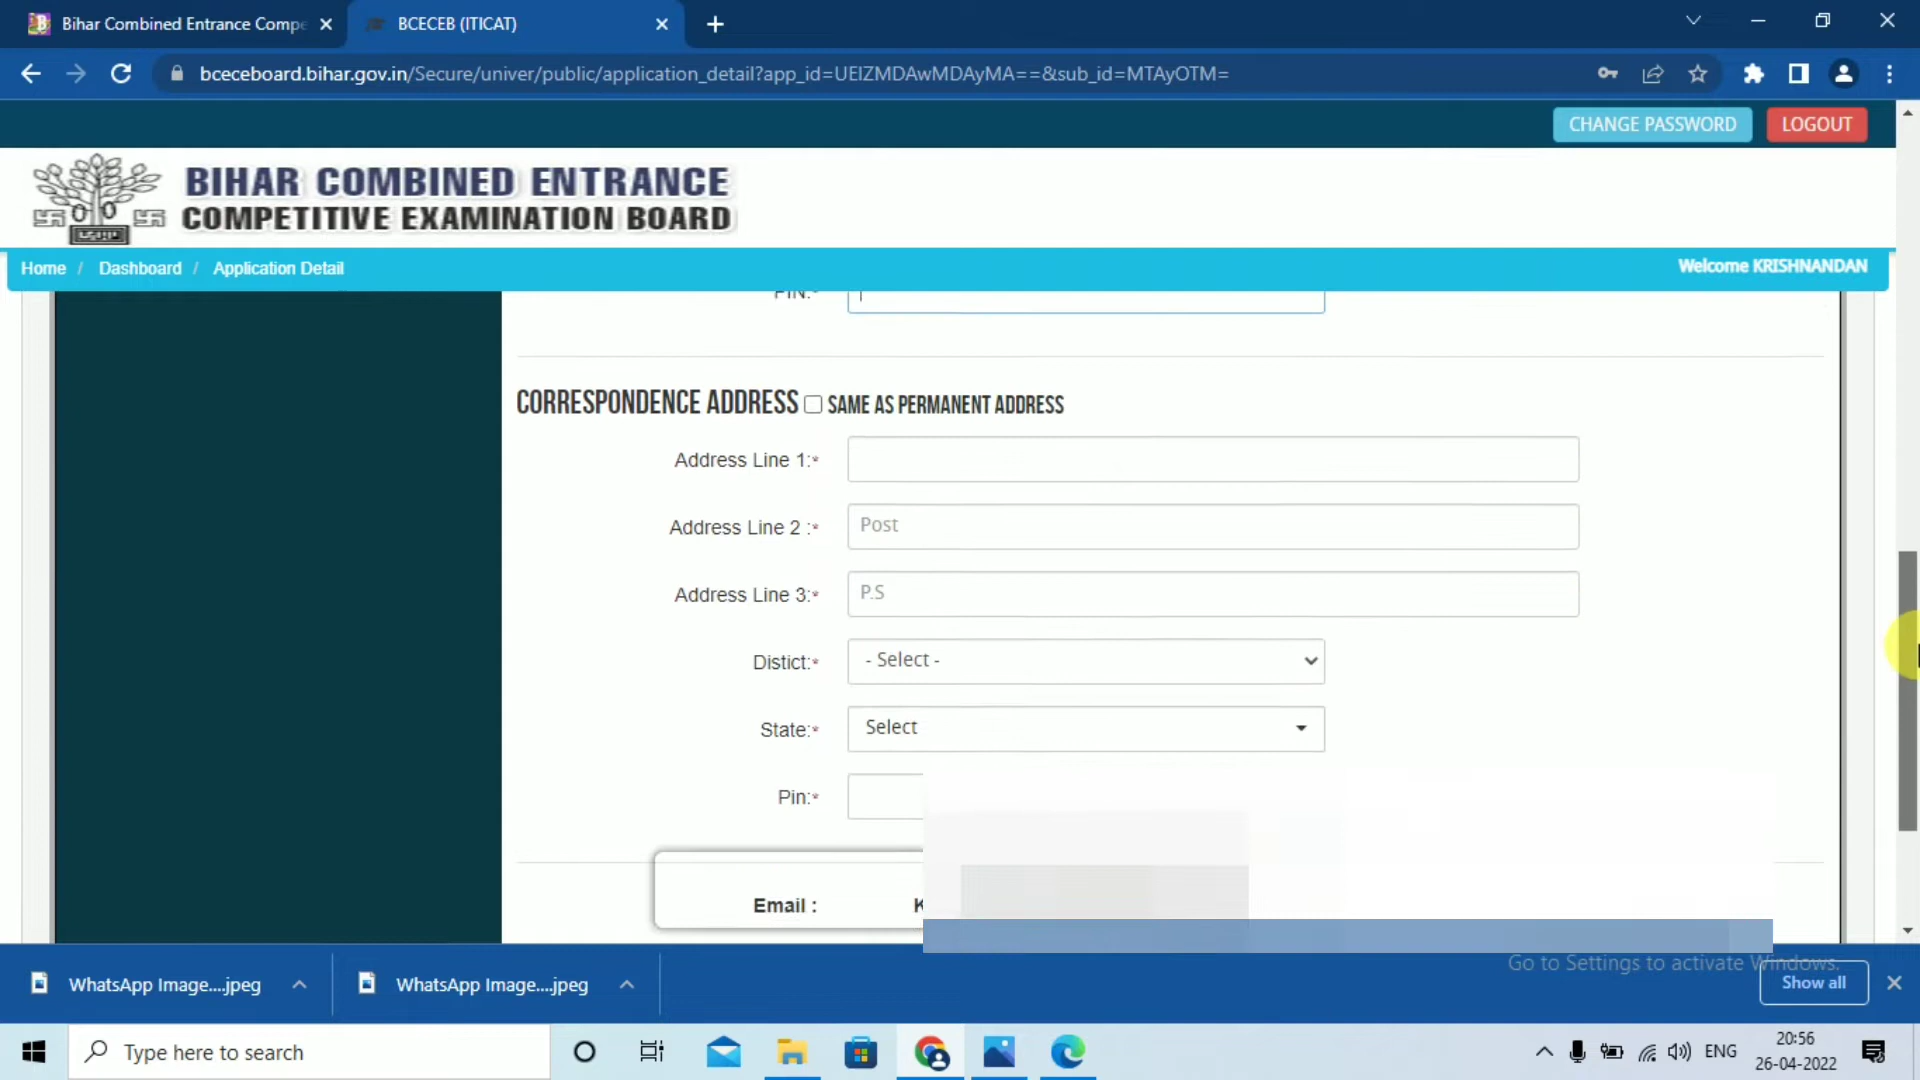 Bihar Combined Entrance Compe
BCECEB (ITICAT)
bceceboard.bihar.gov.in/Secure/univer/public/application_detail?app_id=UEIZMDAwMDAyMA==&sub_id=MTAyOTM=
CHANGE PASSWORD
LOGOUT
BIHAR COMBINED ENTRANCE
COMPETITIVE EXAMINATION BOARD
Home / Dashboard / Application Detail
Welcome KRISHNANDAN
PIN:*
CORRESPONDENCE ADDRESS SAME AS PERMANENT ADDRESS
Address Line 1:*
Address Line 2 :* Post
Address Line 3:* P.S
Distict:* - Select -
State:* Select
Pin:*
Email : K
Go to Settings to activate Windows.
WhatsApp Image....jpeg
WhatsApp Image....jpeg
Show all
Type here to search
ENG
20:56
26-04-2022